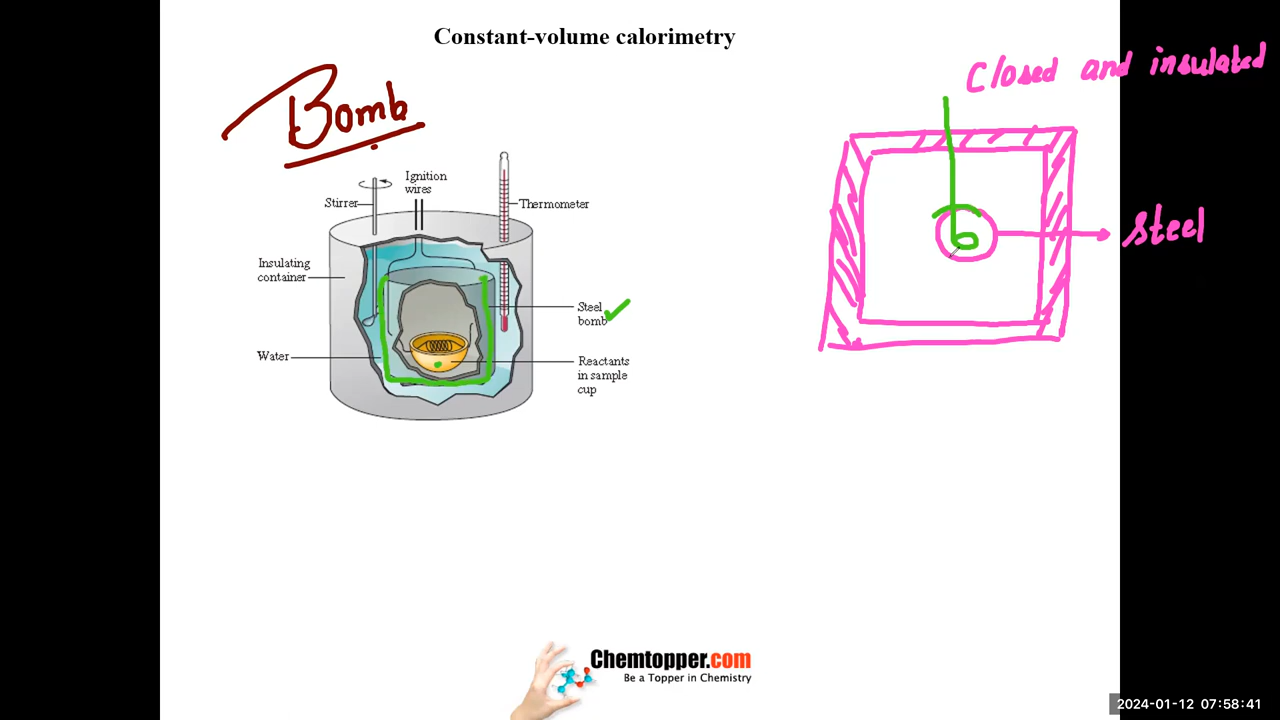 Constant-volume calorimetry
Closed and insulated
Bomb
Ignition
wires
Stirrer
Thermometer
Steel
Insulating
container
Steel
bomb
Water
Reactants
in sample
cup
Chemtopper.com
Be a Topper in Chemistry
2024-01-12 07:58:41